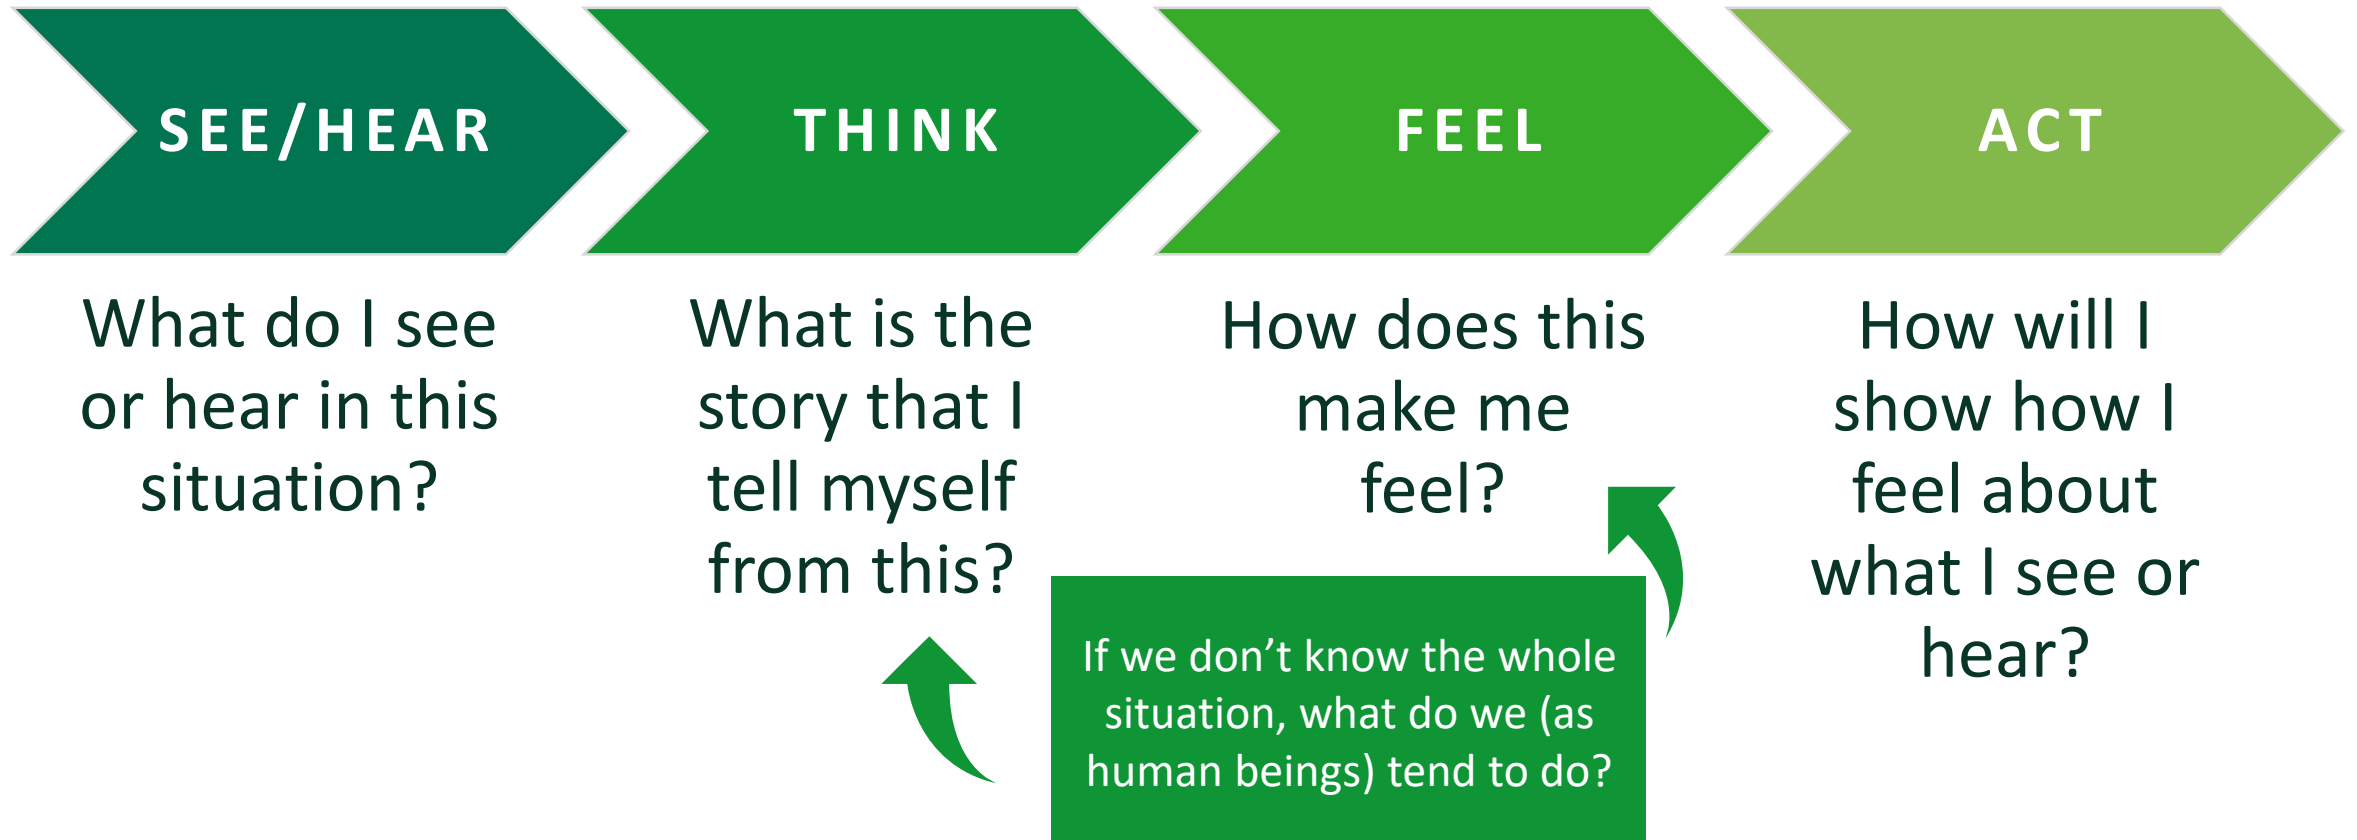 SEE/HEAR
THINK
FEEL
ACT
What do I see
or hear in this
situation?
What is the
story that I
tell myself
from this?
How does this
make me
feel?
How will I
show how I
feel about
what I see or
hear?
If we don’t know the whole
situation, what do we (as
human beings) tend to do?